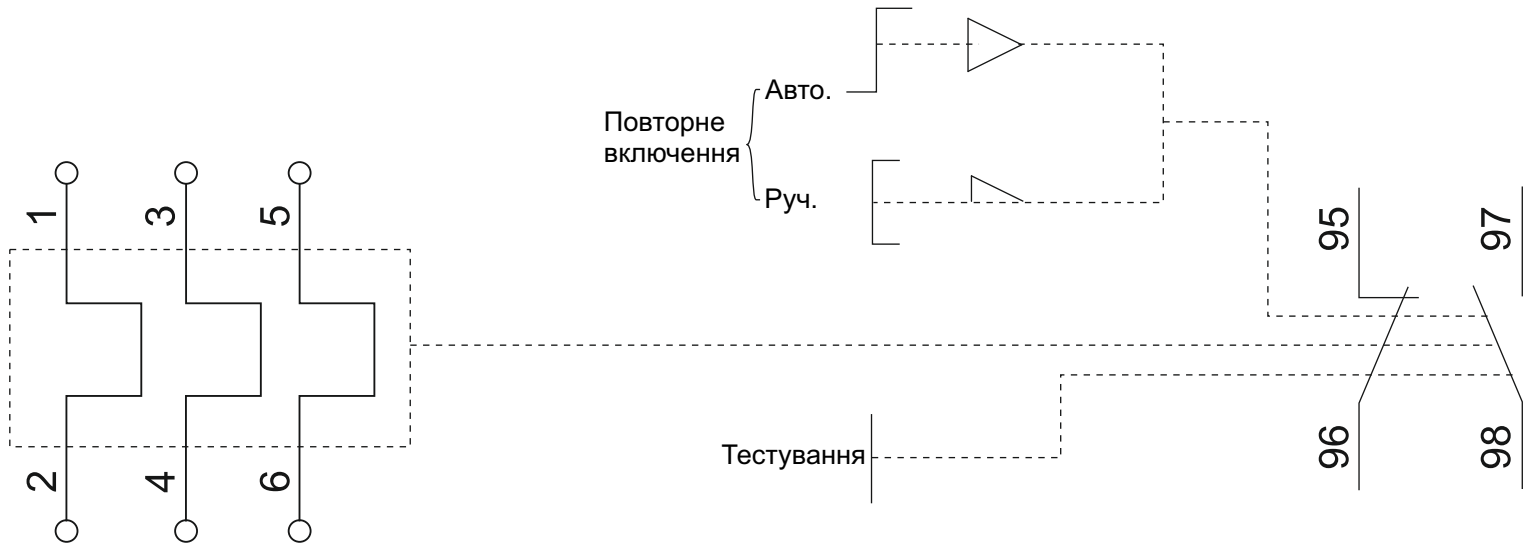 Авто.
Повторне
включення
Руч.
1
3
5
95
97
2
4
6
Тестування
96
98